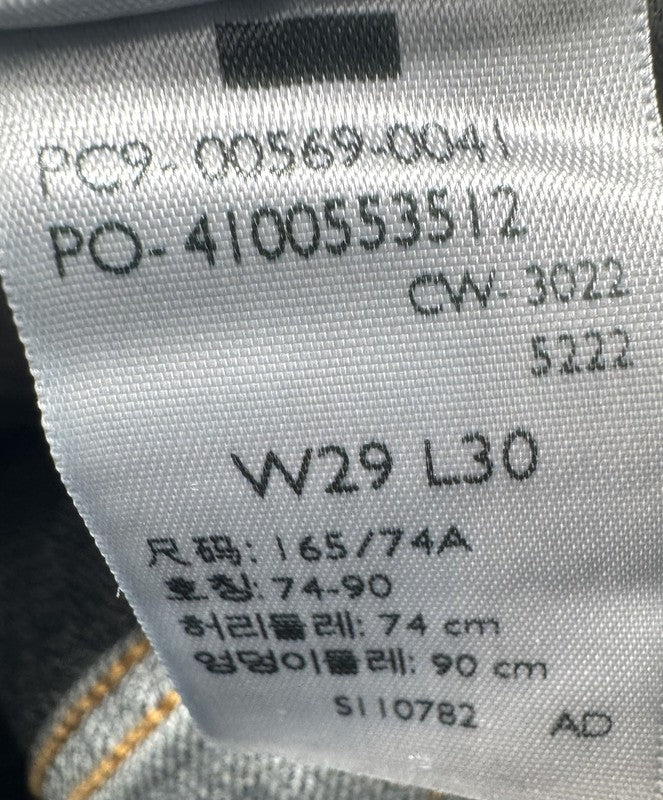 PC9-00569-0041
PO-4100553512
CW-3022
5222
W29 L30
尺码: 165/74A
호칭: 74-90
허리둘레: 74 cm
엉덩이둘레: 90 cm
S110782 AD